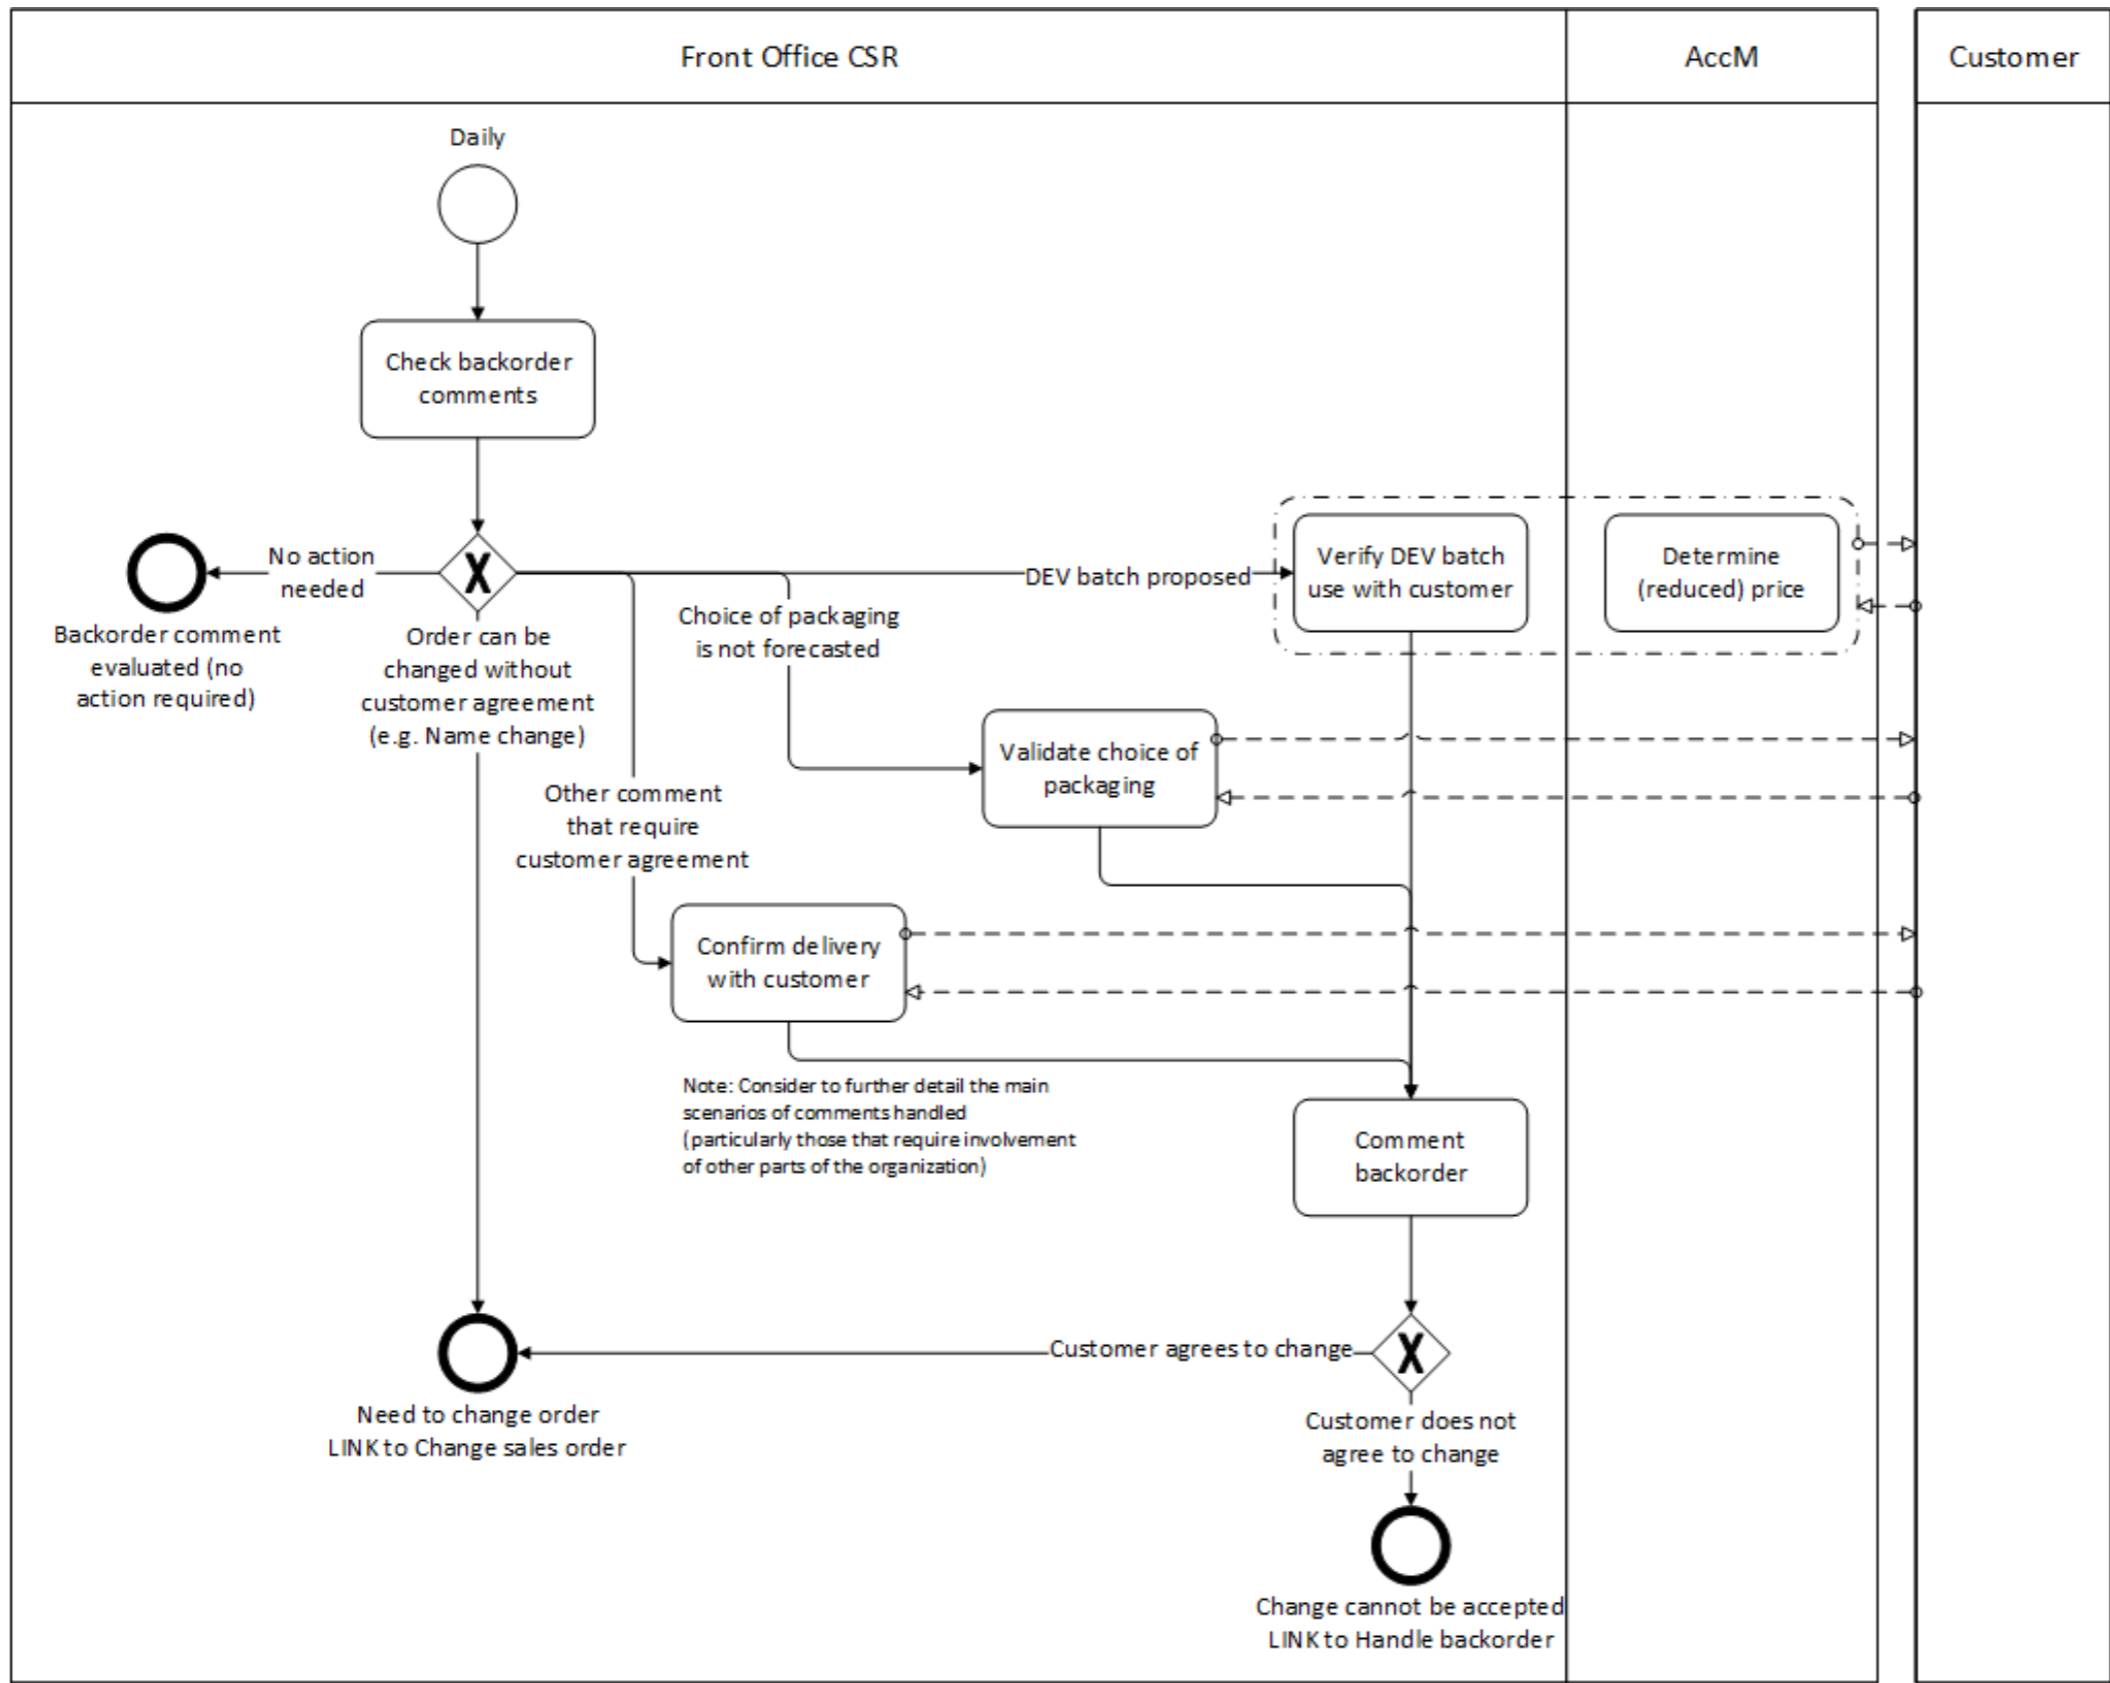 Front Office CSR
AccM
Customer
Daily
Check backorder
comments
No action
needed
X
DEV batch proposed
Verify DEV batch
use with customer
Determine
(reduced) price
Backorder comment
evaluated (no
action required)
Order can be
changed without
customer agreement
(e.g. Name change)
Choice of packaging
is not forecasted
Validate choice of
packaging
Other comment
that require
customer agreement
Confirm delivery
with customer
Note: Consider to further detail the main
scenarios of comments handled
(particularly those that require involvement
of other parts of the organization)
Comment
backorder
Customer agrees to change
X
Need to change order
LINK to Change sales order
Customer does not
agree to change
Change cannot be accepted
LINK to Handle backorder